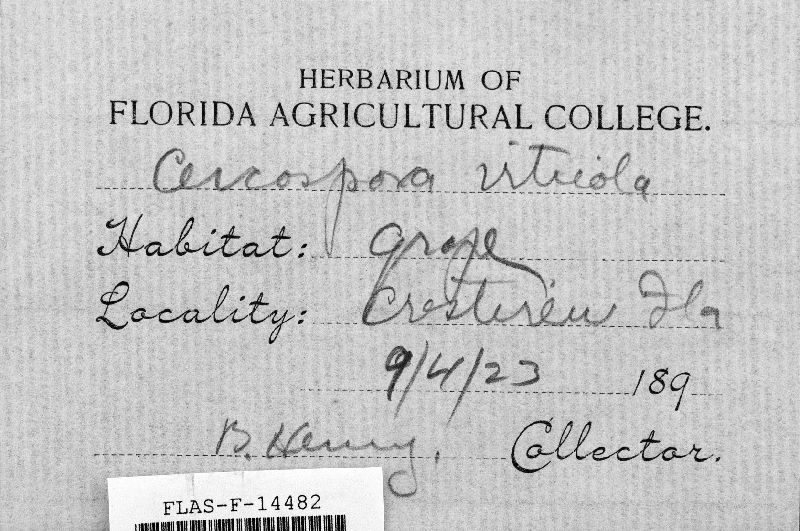 HERBARIUM OF
FLORIDA AGRICULTURAL COLLEGE.
Cercospora viticola
Habitat: grape
Locality: Crestview Fla
9/4/23 189
B. Henry, Collector.
FLAS-F-14482